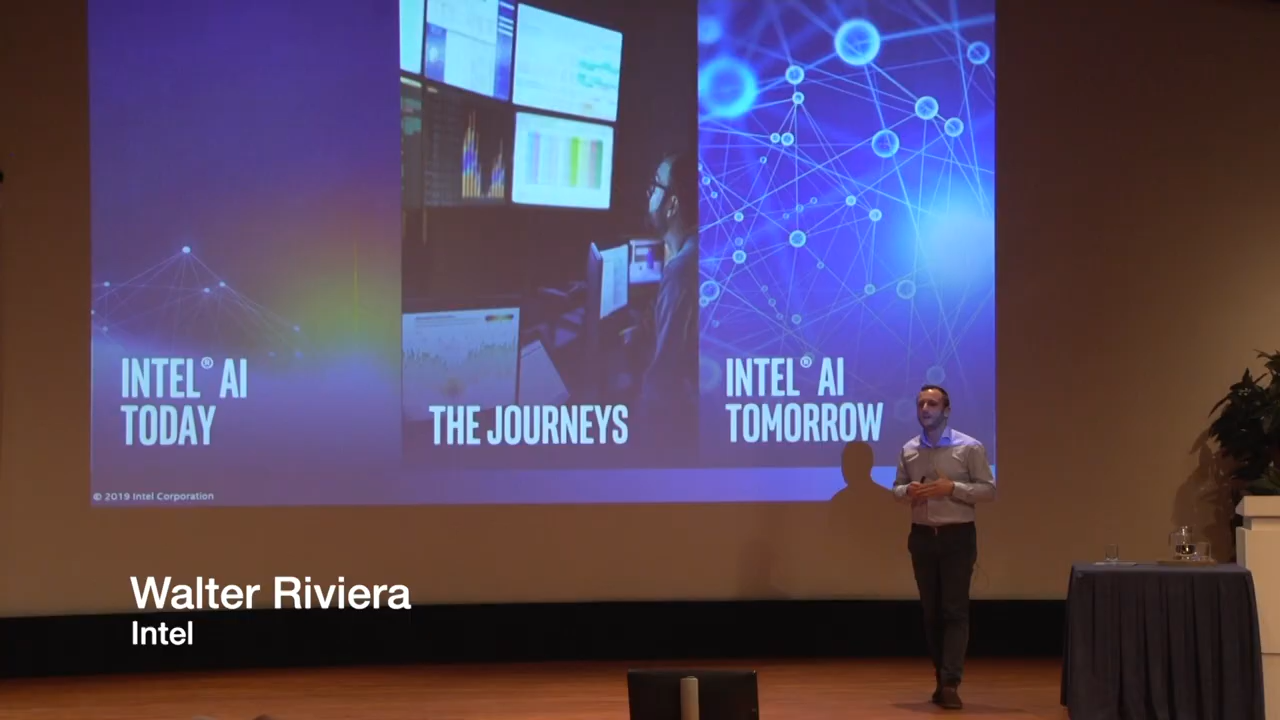 INTEL® AI
TODAY
THE JOURNEYS
INTEL® AI
TOMORROW
© 2019 Intel Corporation
Walter Riviera
Intel